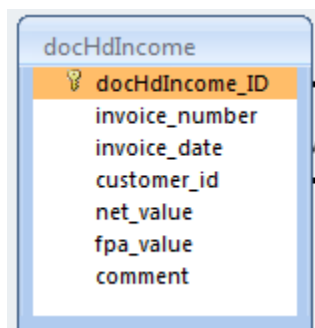 docHdIncome
docHdIncome_ID
invoice_number
invoice_date
customer_id
net_value
fpa_value
comment